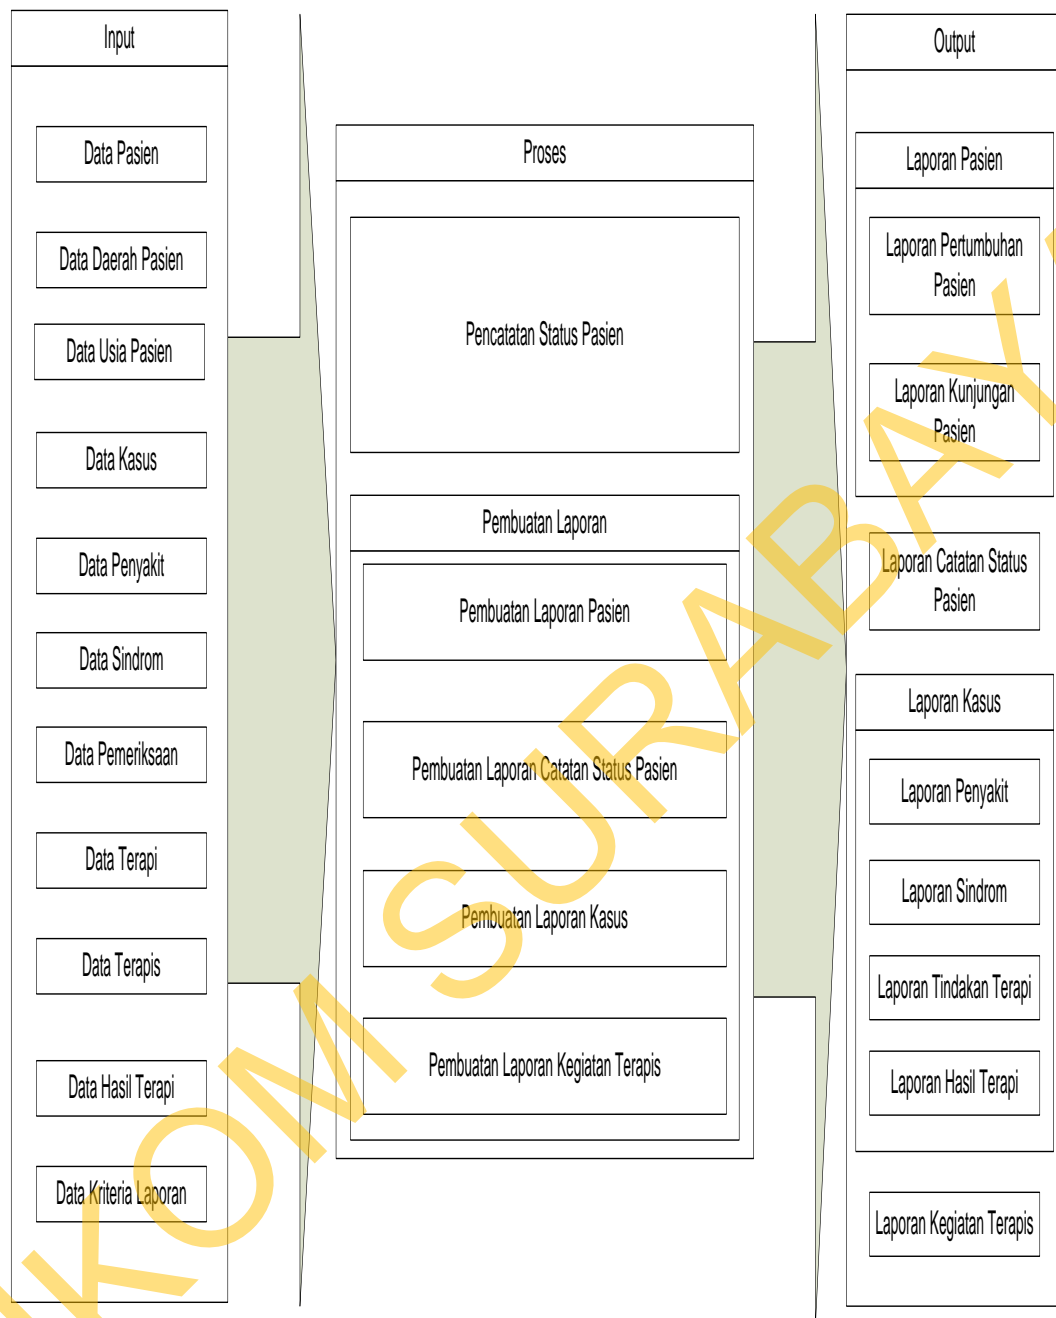 Input
Data Pasien
Data Daerah Pasien
Data Usia Pasien
Data Kasus
Data Penyakit
Data Sindrom
Data Pemeriksaan
Data Terapi
Data Terapis
Data Hasil Terapi
Data Kriteria Laporan
Proses
Pencatatan Status Pasien
Pembuatan Laporan
Pembuatan Laporan Pasien
Pembuatan Laporan Catatan Status Pasien
Pembuatan Laporan Kasus
Pembuatan Laporan Kegiatan Terapis
Output
Laporan Pasien
Laporan Pertumbuhan
Pasien
Laporan Kunjungan
Pasien
Laporan Catatan Status
Pasien
Laporan Kasus
Laporan Penyakit
Laporan Sindrom
Laporan Tindakan Terapi
Laporan Hasil Terapi
Laporan Kegiatan Terapis
SURABAY